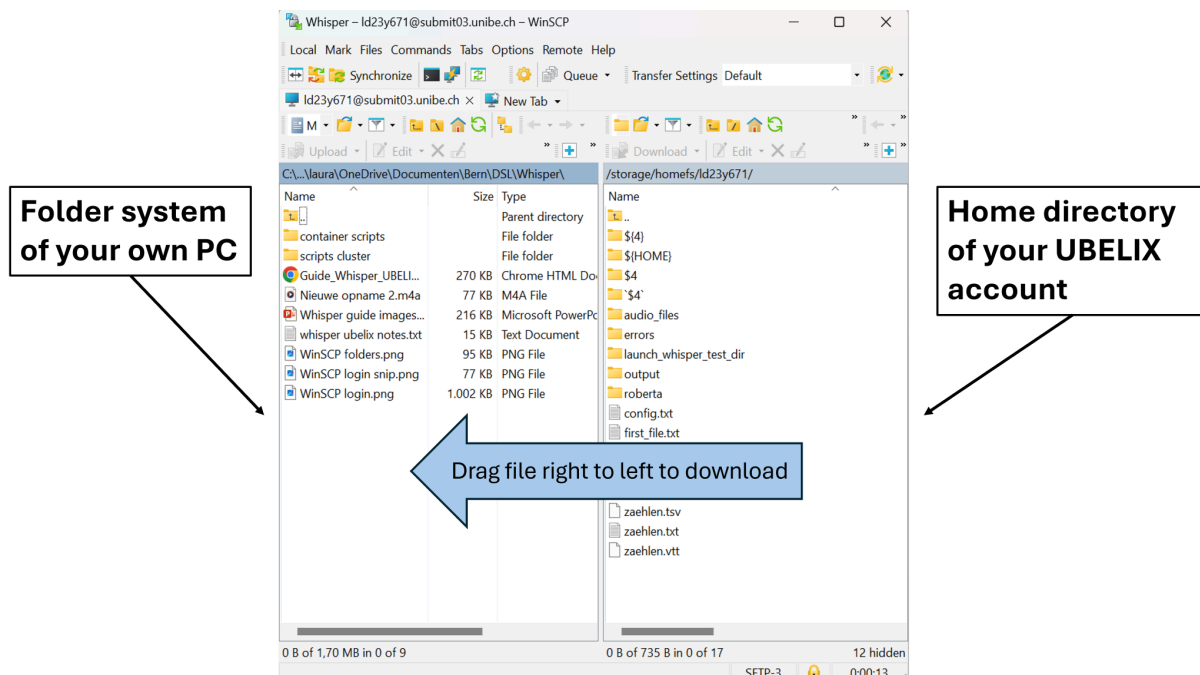 Whisper – ld23y671@submit03.unibe.ch – WinSCP
Local Mark Files Commands Tabs Options Remote Help
Synchronize Queue Transfer Settings Default
ld23y671@submit03.unibe.ch × New Tab
M
Upload Edit » »
Download Edit » »
C:\...\laura\OneDrive\Documenten\Bern\DSL\Whisper\
Name Size Type
.. Parent directory
container scripts File folder
scripts cluster File folder
Guide_Whisper_UBELI... 270 KB Chrome HTML Do
Nieuwe opname 2.m4a 77 KB M4A File
Whisper guide images... 216 KB Microsoft PowerPo
whisper ubelix notes.txt 15 KB Text Document
WinSCP folders.png 95 KB PNG File
WinSCP login snip.png 77 KB PNG File
WinSCP login.png 1.002 KB PNG File
/storage/homefs/ld23y671/
Name
..
${4}
${HOME}
$4
`$4`
audio_files
errors
launch_whisper_test_dir
output
roberta
config.txt
first_file.txt
zaehlen.tsv
zaehlen.txt
zaehlen.vtt
Drag file right to left to download
Folder system
of your own PC
Home directory
of your UBELIX
account
0 B of 1,70 MB in 0 of 9
0 B of 735 B in 0 of 17 12 hidden
SFTP-3 0:00:13